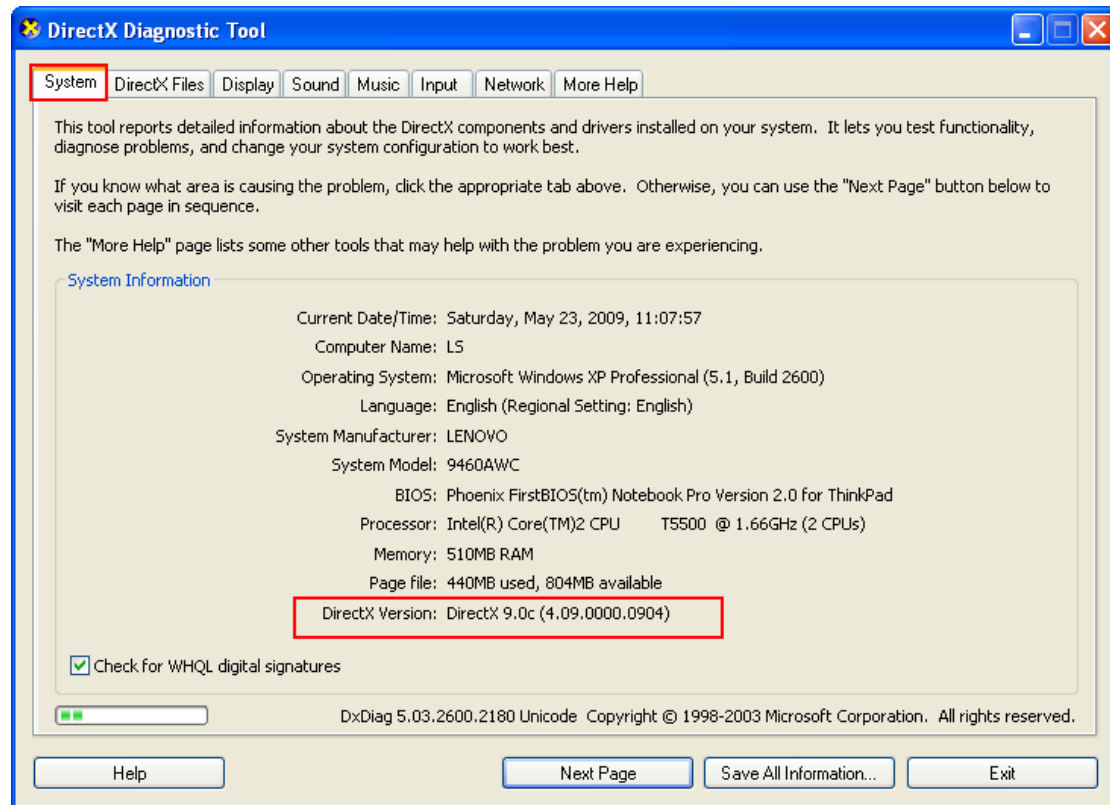 DirectX Diagnostic Tool
System DirectX Files Display Sound Music Input Network More Help
This tool reports detailed information about the DirectX components and drivers installed on your system. It lets you test functionality,
diagnose problems, and change your system configuration to work best.
If you know what area is causing the problem, click the appropriate tab above. Otherwise, you can use the "Next Page" button below to
visit each page in sequence.
The "More Help" page lists some other tools that may help with the problem you are experiencing.
System Information
Current Date/Time: Saturday, May 23, 2009, 11:07:57
Computer Name: LS
Operating System: Microsoft Windows XP Professional (5.1, Build 2600)
Language: English (Regional Setting: English)
System Manufacturer: LENOVO
System Model: 9460AWC
BIOS: Phoenix FirstBIOS(tm) Notebook Pro Version 2.0 for ThinkPad
Processor: Intel(R) Core(TM)2 CPU T5500 @ 1.66GHz (2 CPUs)
Memory: 510MB RAM
Page file: 440MB used, 804MB available
DirectX Version: DirectX 9.0c (4.09.0000.0904)
Check for WHQL digital signatures
DxDiag 5.03.2600.2180 Unicode Copyright © 1998-2003 Microsoft Corporation. All rights reserved.
Help Next Page Save All Information... Exit